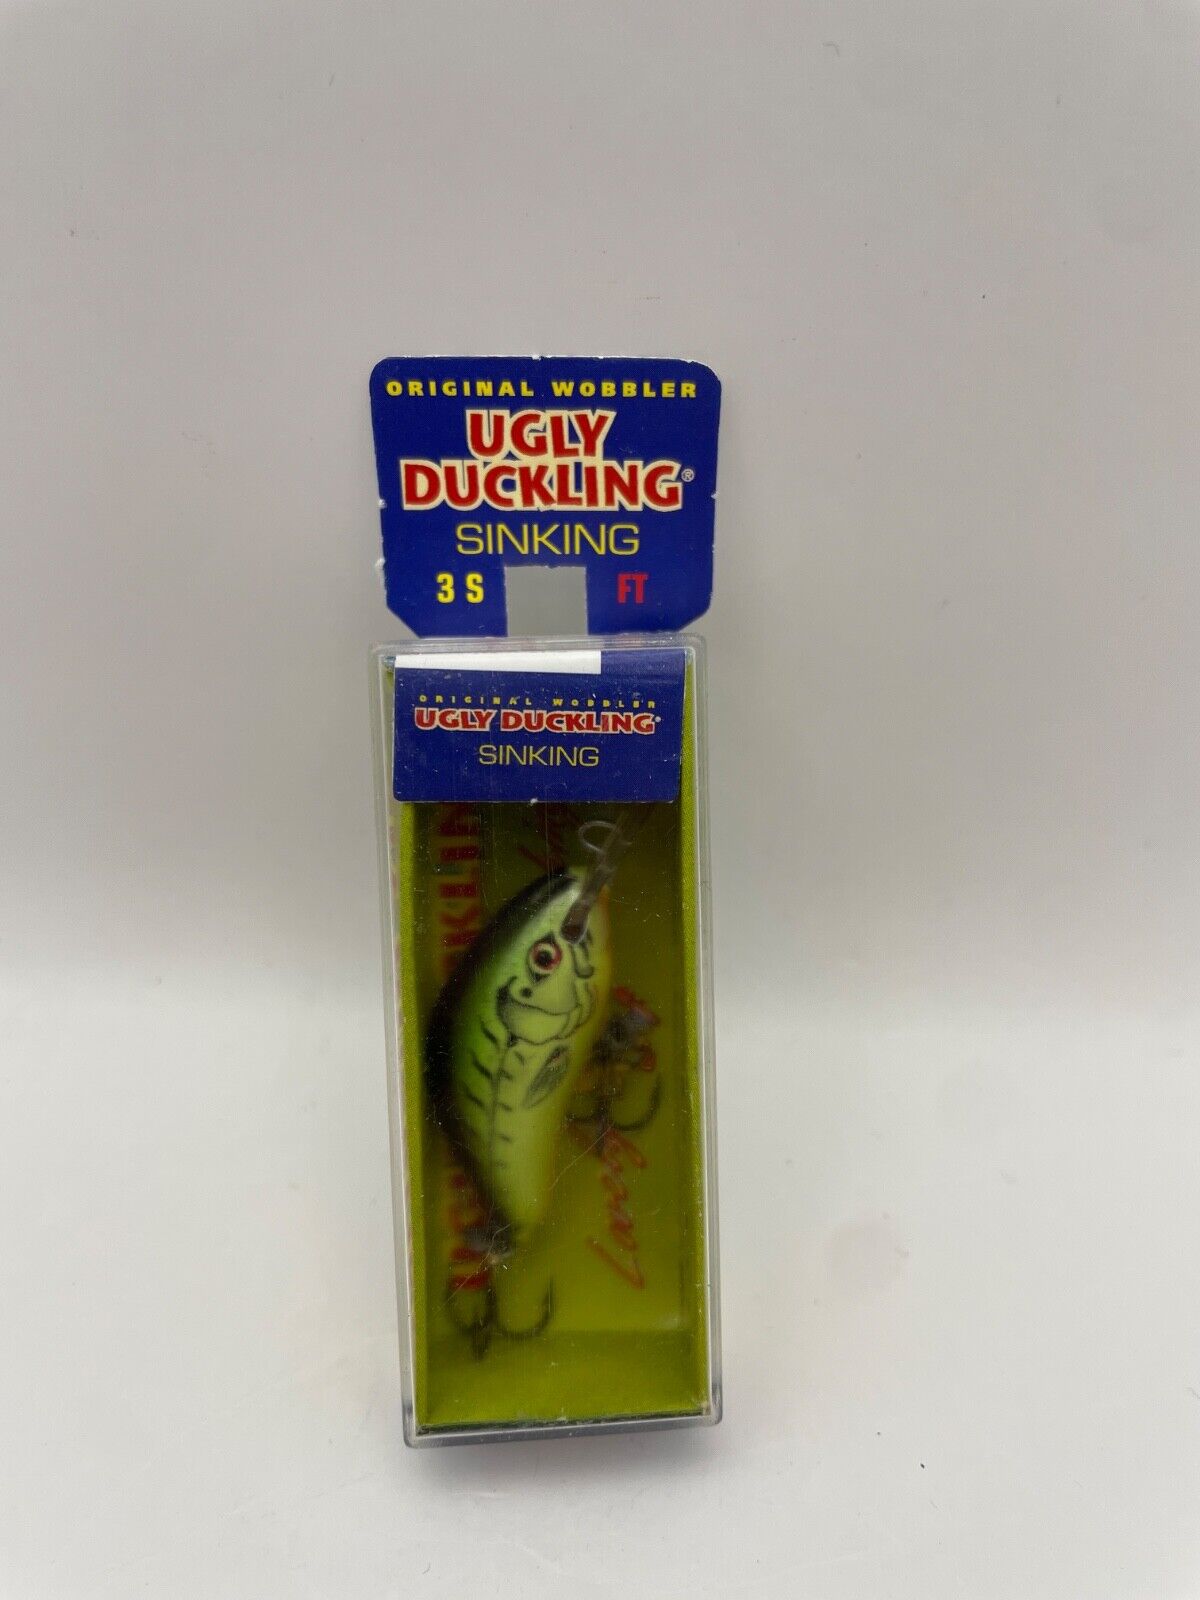 ORIGINAL WOBBLER
UGLY
DUCKLING®
SINKING
3 S FT
ORIGINAL WOBBLER
UGLY DUCKLING®
SINKING